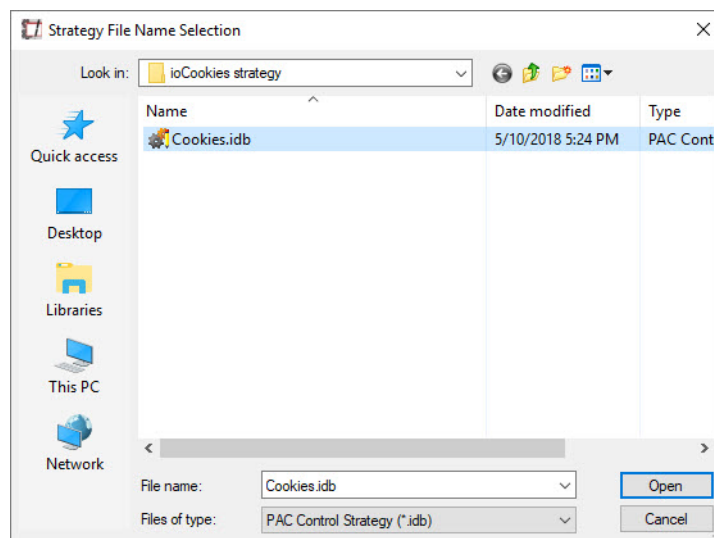 Strategy File Name Selection
Look in: ioCookies strategy
Name Date modified Type
Cookies.idb 5/10/2018 5:24 PM PAC Cont
Quick access
Desktop
Libraries
This PC
Network
File name: Cookies.idb Open
Files of type: PAC Control Strategy (*.idb) Cancel